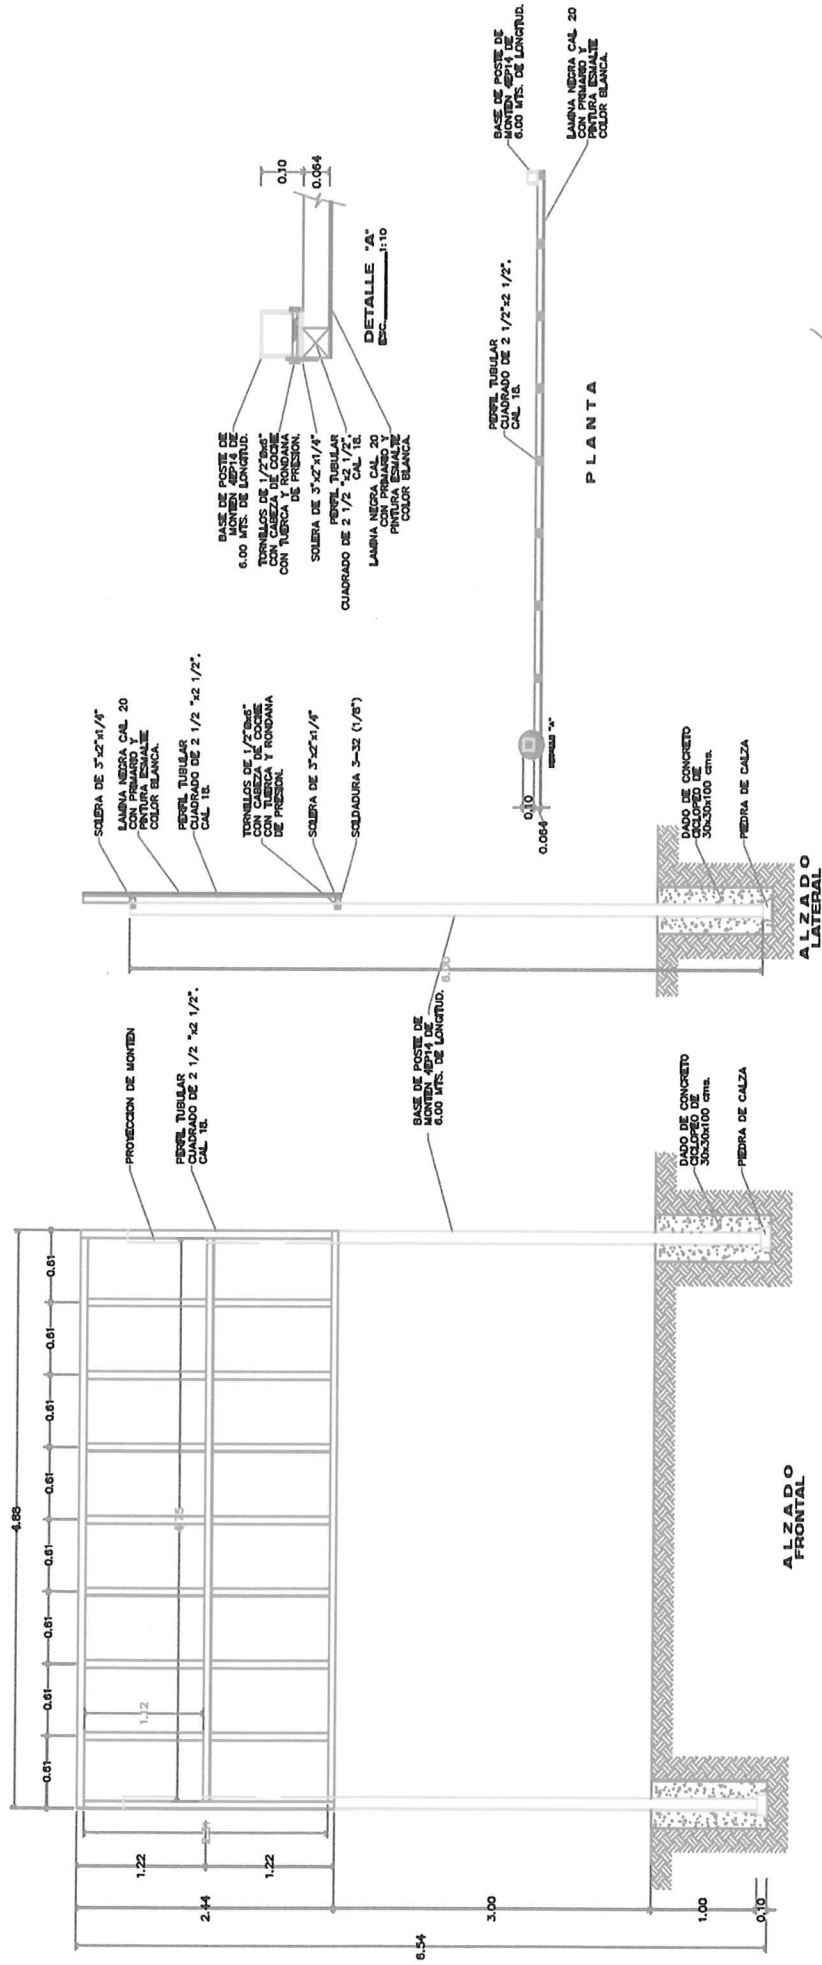 4.88
0.61
0.61
0.61
0.61
0.61
0.61
0.61
0.61
1.22
1.22
2.44
3.00
1.00
0.10
6.54
4.75
PROYECCION DE MONTEN
PERFIL TUBULAR
CUADRADO DE 2 1/2 "x2 1/2".
CAL. 18.
BASE DE POSTE DE
MONTEN 4EP14 DE
6.00 MTS. DE LONGITUD.
DADO DE CONCRETO
CICLOPEO DE
30x30x100 cms.
PIEDRA DE CALZA
ALZADO
FRONTAL
SOLERA DE 3"x2"x1/4"
LAMINA NEGRA CAL. 20
CON PRIMARIO Y
PINTURA ESMALTE
COLOR BLANCA.
PERFIL TUBULAR
CUADRADO DE 2 1/2 "x2 1/2".
CAL. 18.
TORNILLOS DE 1/2"Øx6"
CON CABEZA DE COCHE
CON TUERCA Y RONDANA
DE PRESION.
SOLERA DE 3"x2"x1/4"
SOLDADURA 3-32 (1/8")
6.00
DADO DE CONCRETO
CICLOPEO DE
30x30x100 cms.
PIEDRA DE CALZA
ALZADO
LATERAL
BASE DE POSTE DE
MONTEN 4EP14 DE
6.00 MTS. DE LONGITUD.
TORNILLOS DE 1/2"Øx6"
CON CABEZA DE COCHE
CON TUERCA Y RONDANA
DE PRESION.
SOLERA DE 3"x2"x1/4"
PERFIL TUBULAR
CUADRADO DE 2 1/2 "x2 1/2".
CAL. 18.
LAMINA NEGRA CAL. 20
CON PRIMARIO Y
PINTURA ESMALTE
COLOR BLANCA.
0.10
0.064
DETALLE "A"
ESC. 1:10
0.10
0.064
DETALLE "A"
PERFIL TUBULAR
CUADRADO DE 2 1/2"x2 1/2".
CAL. 18.
BASE DE POSTE DE
MONTEN 4EP14 DE
6.00 MTS. DE LONGITUD.
LAMINA NEGRA CAL. 20
CON PRIMARIO Y
PINTURA ESMALTE
COLOR BLANCA.
PLANTA